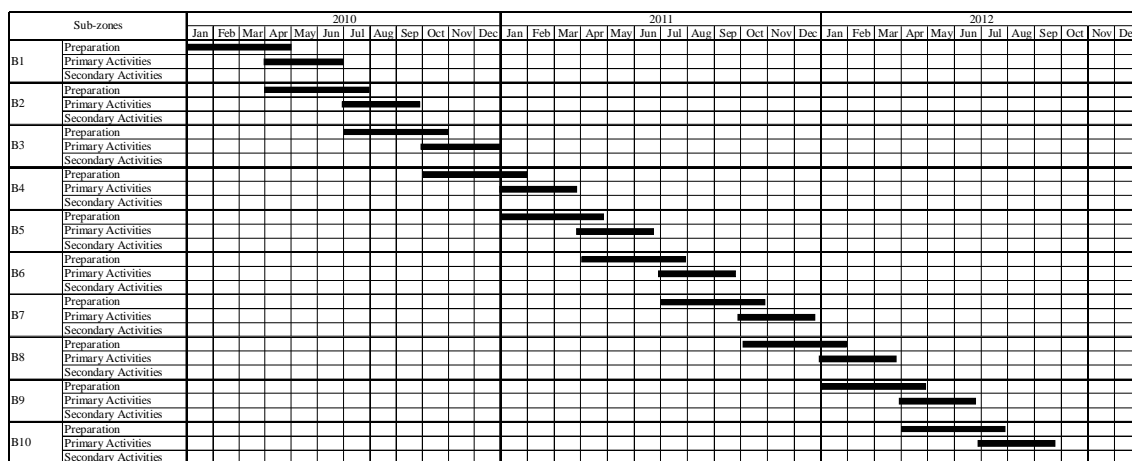 Sub-zones 2010 2011 2012
Jan Feb Mar Apr May Jun Jul Aug Sep Oct Nov Dec Jan Feb Mar Apr May Jun Jul Aug Sep Oct Nov Dec Jan Feb Mar Apr May Jun Jul Aug Sep Oct Nov De
Preparation
B1 Primary Activities
Secondary Activities
Preparation
B2 Primary Activities
Secondary Activities
Preparation
B3 Primary Activities
Secondary Activities
Preparation
B4 Primary Activities
Secondary Activities
Preparation
B5 Primary Activities
Secondary Activities
Preparation
B6 Primary Activities
Secondary Activities
Preparation
B7 Primary Activities
Secondary Activities
Preparation
B8 Primary Activities
Secondary Activities
Preparation
B9 Primary Activities
Secondary Activities
Preparation
B10 Primary Activities
Secondary Activities